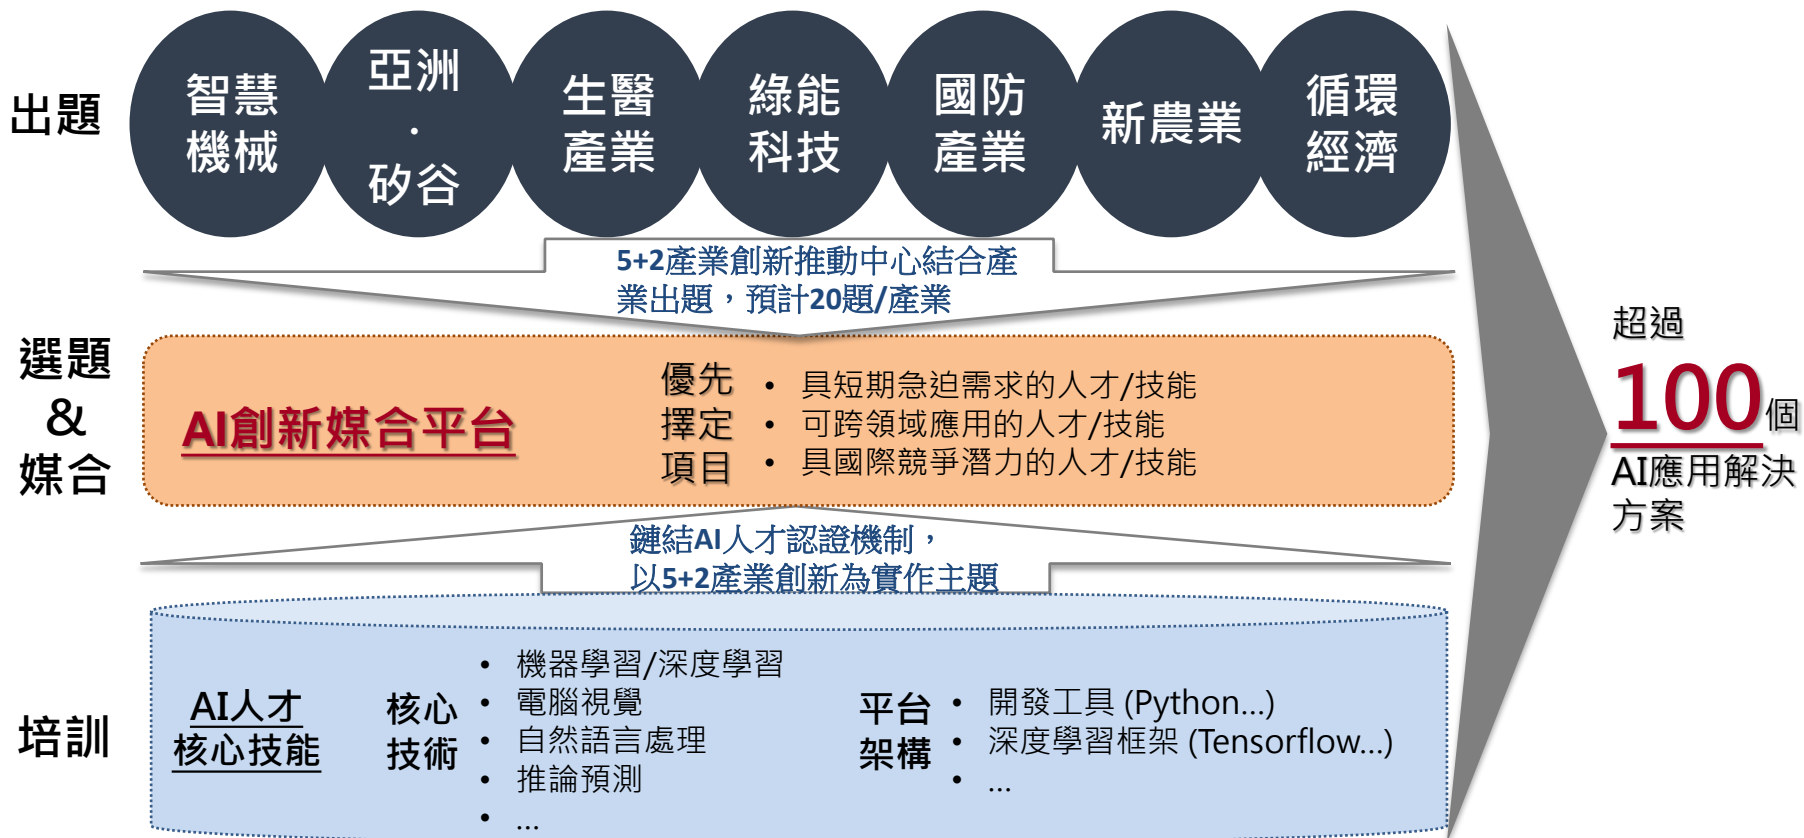 出題
智慧
機械
亞洲
．
矽谷
生醫
產業
綠能
科技
國防
產業
新農業
循環
經濟
5+2產業創新推動中心結合產
業出題，預計20題/產業
選題
&
媒合
AI創新媒合平台
優先
擇定
項目
• 具短期急迫需求的人才/技能
• 可跨領域應用的人才/技能
• 具國際競爭潛力的人才/技能
鏈結AI人才認證機制，
以5+2產業創新為實作主題
培訓
AI人才
核心技能
核心
技術
• 機器學習/深度學習
• 電腦視覺
• 自然語言處理
• 推論預測
• ...
平台
架構
• 開發工具 (Python...)
• 深度學習框架 (Tensorflow...)
• ...
超過
100個
AI應用解決
方案